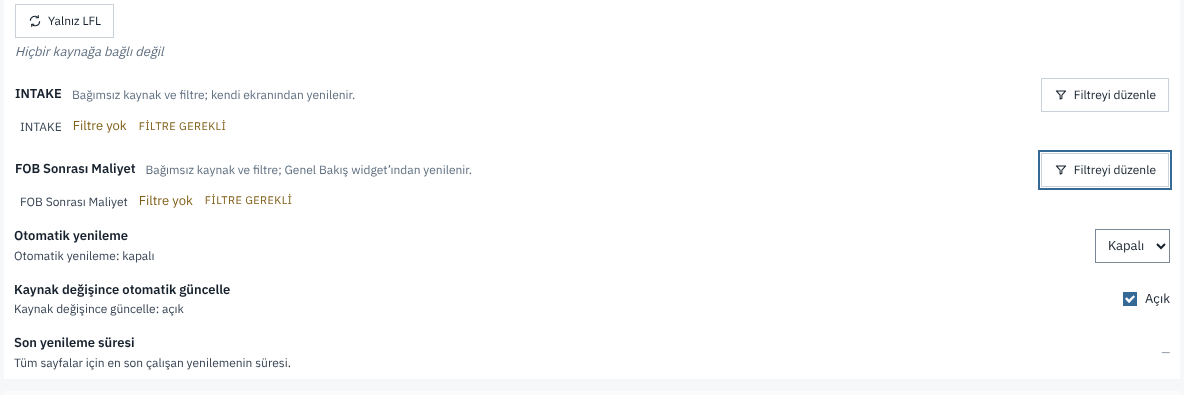 Yalnız LFL
Hiçbir kaynağa bağlı değil
INTAKE Bağımsız kaynak ve filtre; kendi ekranından yenilenir. Filtreyi düzenle
INTAKE Filtre yok FİLTRE GEREKLİ
FOB Sonrası Maliyet Bağımsız kaynak ve filtre; Genel Bakış widget’ından yenilenir. Filtreyi düzenle
FOB Sonrası Maliyet Filtre yok FİLTRE GEREKLİ
Otomatik yenileme
Otomatik yenileme: kapalı
Kapalı
Kaynak değişince otomatik güncelle
Kaynak değişince güncelle: açık
Açık
Son yenileme süresi
Tüm sayfalar için en son çalışan yenilemenin süresi.
–